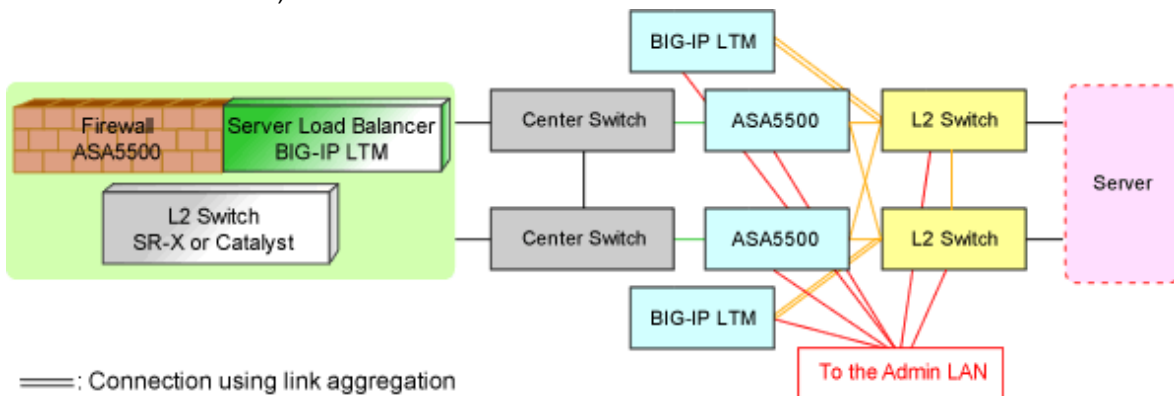 BIG-IP LTM
Firewall
ASA5500
Server Load Balancer
BIG-IP LTM
Center Switch
ASA5500
L2 Switch
Server
L2 Switch
SR-X or Catalyst
Center Switch
ASA5500
L2 Switch
BIG-IP LTM
To the Admin LAN
: Connection using link aggregation